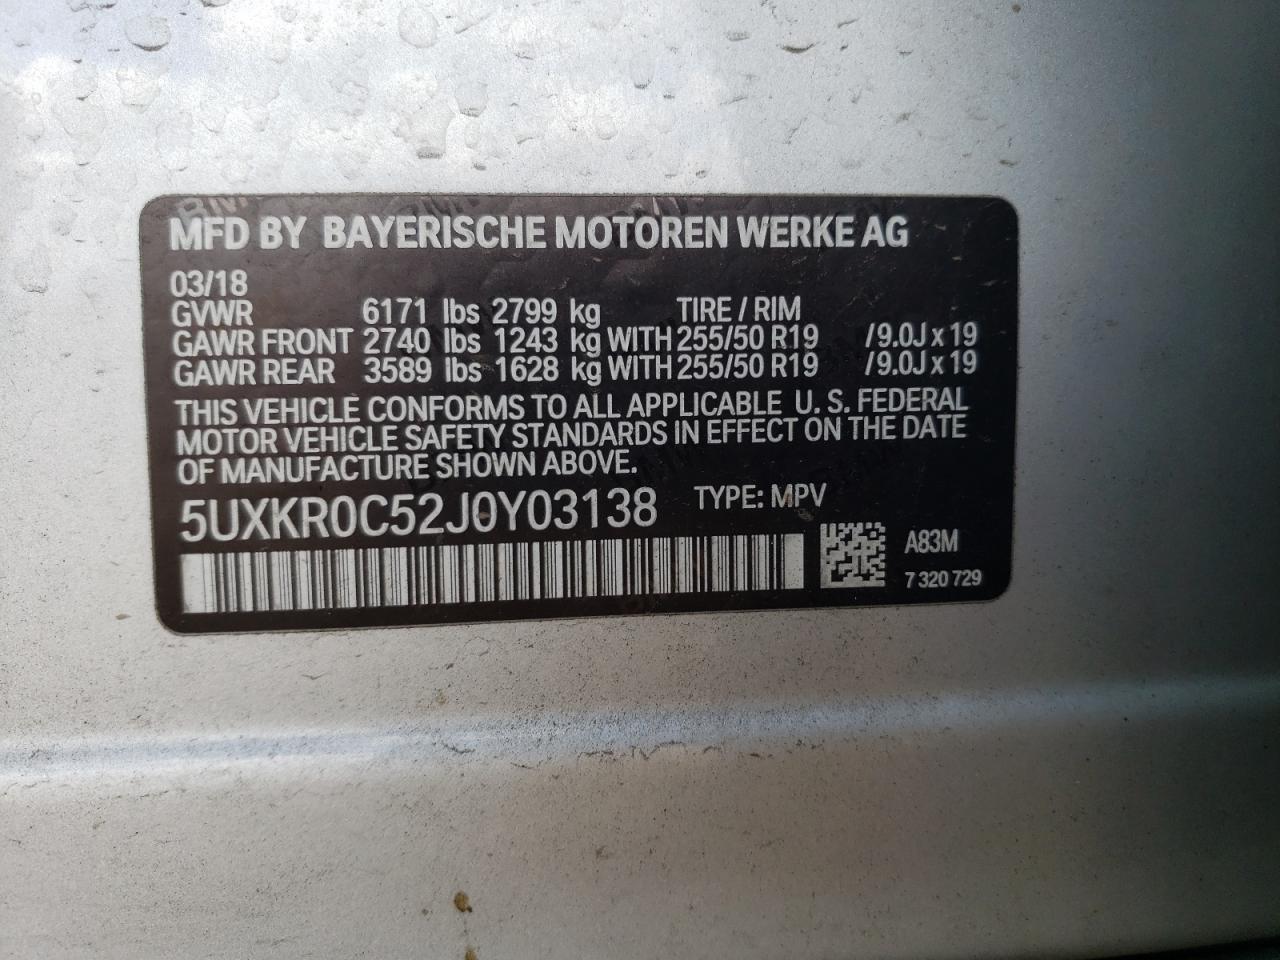 MFD BY BAYERISCHE MOTOREN WERKE AG
03/18
GVWR 6171 lbs 2799 kg TIRE / RIM
GAWR FRONT 2740 lbs 1243 kg WITH 255/50 R19 /9.0J x 19
GAWR REAR 3589 lbs 1628 kg WITH 255/50 R19 /9.0J x 19
THIS VEHICLE CONFORMS TO ALL APPLICABLE U. S. FEDERAL
MOTOR VEHICLE SAFETY STANDARDS IN EFFECT ON THE DATE
OF MANUFACTURE SHOWN ABOVE.
5UXKR0C52J0Y03138 TYPE: MPV
A83M
7 320 729